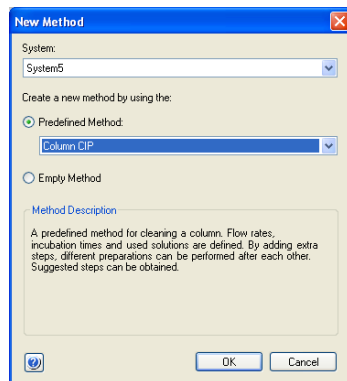 New Method
System:
System5
Create a new method by using the:
Predefined Method:
Column CIP
Empty Method
Method Description
A predefined method for cleaning a column. Flow rates,
incubation times and used solutions are defined. By adding extra
steps, different preparations can be performed after each other.
Suggested steps can be obtained.
OK
Cancel